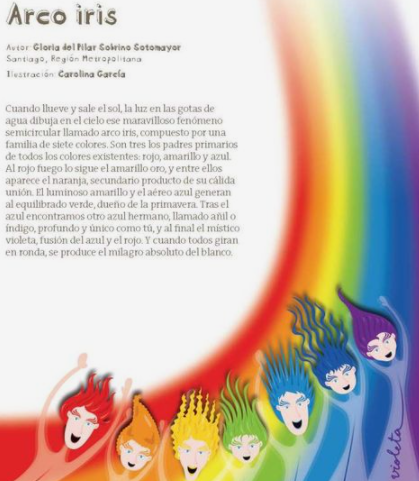 Arco iris
Autor: Gloria del Pilar Sobrino Sotomayor
Santiago, Región Metropolitana
Ilustración: Carolina García
Cuando llueve y sale el sol, la luz en las gotas de
agua dibuja en el cielo ese maravilloso fenómeno
semicircular llamado arco iris, compuesto por una
familia de siete colores. Son tres los padres primarios
de todos los colores existentes: rojo, amarillo y azul.
Al rojo fuego lo sigue el amarillo oro, y entre ellos
aparece el naranja, secundario producto de su cálida
unión. El luminoso amarillo y el aéreo azul generan
al equilibrado verde, dueño de la primavera. Tras el
azul encontramos otro azul hermano, llamado añil o
índigo, profundo y único como tú, y al final el místico
violeta, fusión del azul y el rojo. Y cuando todos giran
en ronda, se produce el milagro absoluto del blanco.
violeta